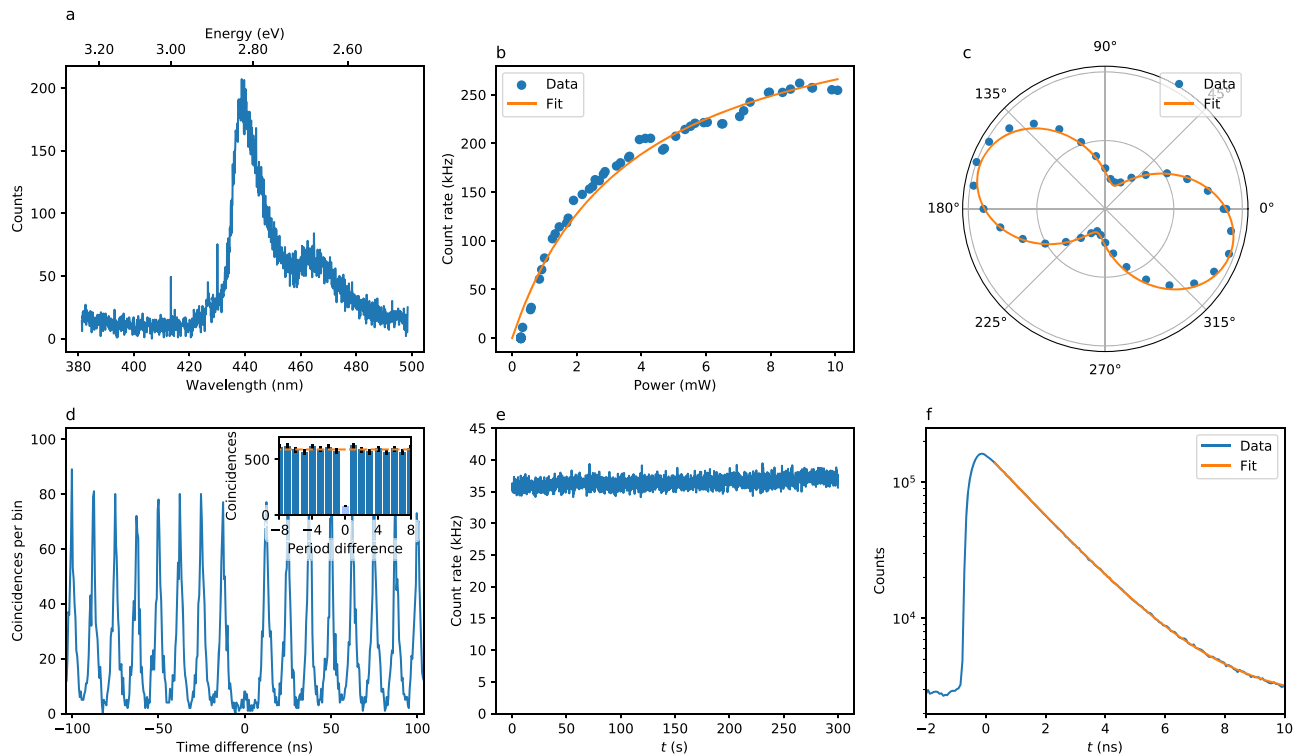 a
Energy (eV)
3.20 3.00 2.80 2.60
200
150
100
50
0
Counts
380 400 420 440 460 480 500
Wavelength (nm)
b
Data
Fit
250
200
150
100
50
0
Count rate (kHz)
0 2 4 6 8 10
Power (mW)
c
90°
135°
45°
Data
Fit
180°
0°
225°
315°
270°
d
100
80
60
40
20
0
Coincidences per bin
−100 −50 0 50 100
Time difference (ns)
500
0
Coincidences
−8 −4 0 4 8
Period difference
e
45
40
35
30
25
20
15
10
5
0
Count rate (kHz)
0 50 100 150 200 250 300
t (s)
f
Data
Fit
10⁵
10⁴
Counts
−2 0 2 4 6 8 10
t (ns)